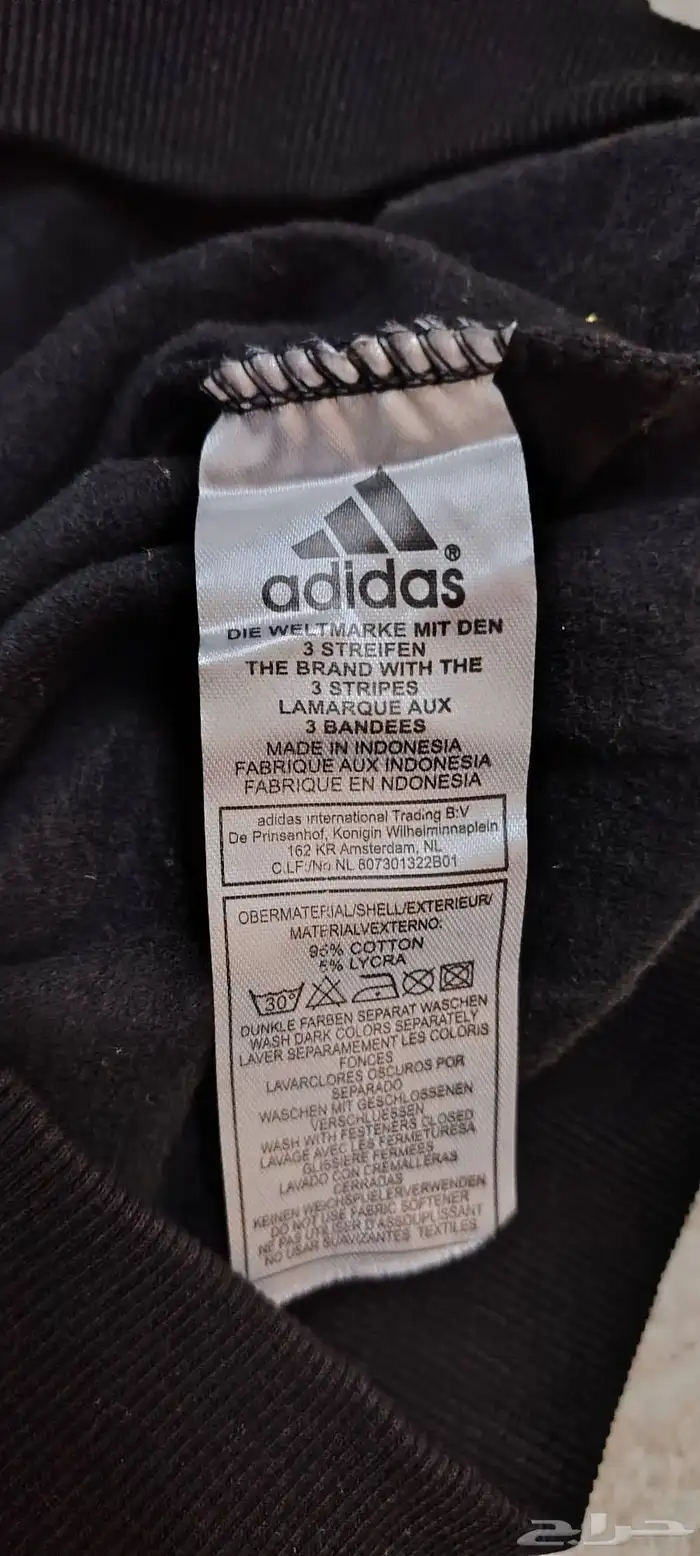 adidas®
DIE WELTMARKE MIT DEN
3 STREIFEN
THE BRAND WITH THE
3 STRIPES
LAMARQUE AUX
3 BANDEES
MADE IN INDONESIA
FABRIQUE AUX INDONESIA
FABRIQUE EN NDONESIA
adidas International Trading B:V
De Prinsanhof, Konigin Wilheiminnaplein
162 KR Amsterdam, NL
C.I.F:/No NL 807301322B01
OBERMATERIAL/SHELL/EXTERIEUR/
MATERIALVEXTERNO:
95% COTTON
5% LYCRA
30°
DUNKLE FARBEN SEPARAT WASCHEN
WASH DARK COLORS SEPARATELY
LAVER SEPAREMENT LES COLORIS
FONCES
LAVARCLORES OSCUROS POR
SEPARADO
WASCHEN MIT GESCHLOSSENEN
VERSCHLUESSEN
WASH WITH FESTENERS CLOSED
LAVAGE AVEC LES FERMETURESA
GLISSIERE FERMEES
LAVADO CON CREMALLERAS
CERRADAS
KEINEN WEICHSPUELERVERWENDEN
DO NOT USE FABRIC SOFTENER
NE PAS UTILISER D'ASSOUPLISSANT
NO USAR SUAVIZANTES TEXTILES
حراج